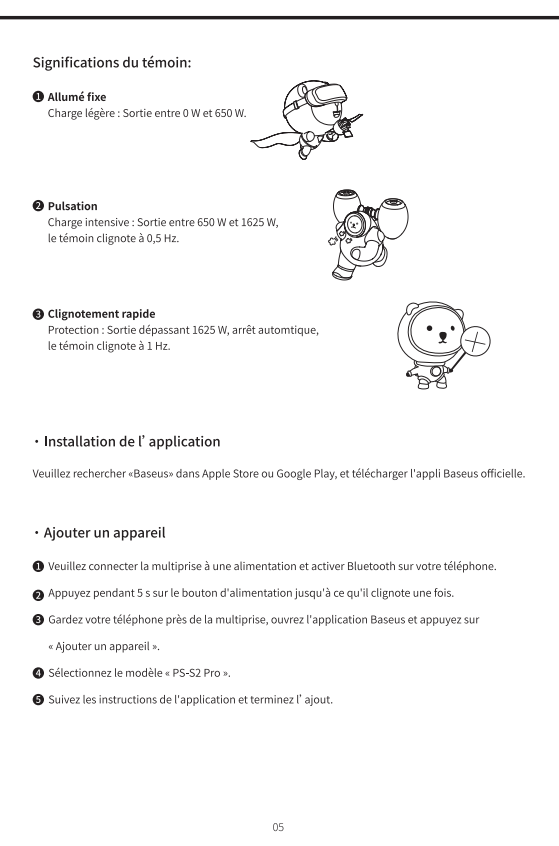 Significations du témoin:
❶ Allumé fixe
Charge légère : Sortie entre 0 W et 650 W.
❷ Pulsation
Charge intensive : Sortie entre 650 W et 1625 W,
le témoin clignote à 0,5 Hz.
❸ Clignotement rapide
Protection : Sortie dépassant 1625 W, arrêt automtique,
le témoin clignote à 1 Hz.
· Installation de l’application
Veuillez rechercher «Baseus» dans Apple Store ou Google Play, et télécharger l'appli Baseus officielle.
· Ajouter un appareil
❶ Veuillez connecter la multiprise à une alimentation et activer Bluetooth sur votre téléphone.
❷ Appuyez pendant 5 s sur le bouton d'alimentation jusqu'à ce qu'il clignote une fois.
❸ Gardez votre téléphone près de la multiprise, ouvrez l'application Baseus et appuyez sur
« Ajouter un appareil ».
❹ Sélectionnez le modèle « PS-S2 Pro ».
❺ Suivez les instructions de l'application et terminez l’ajout.
05